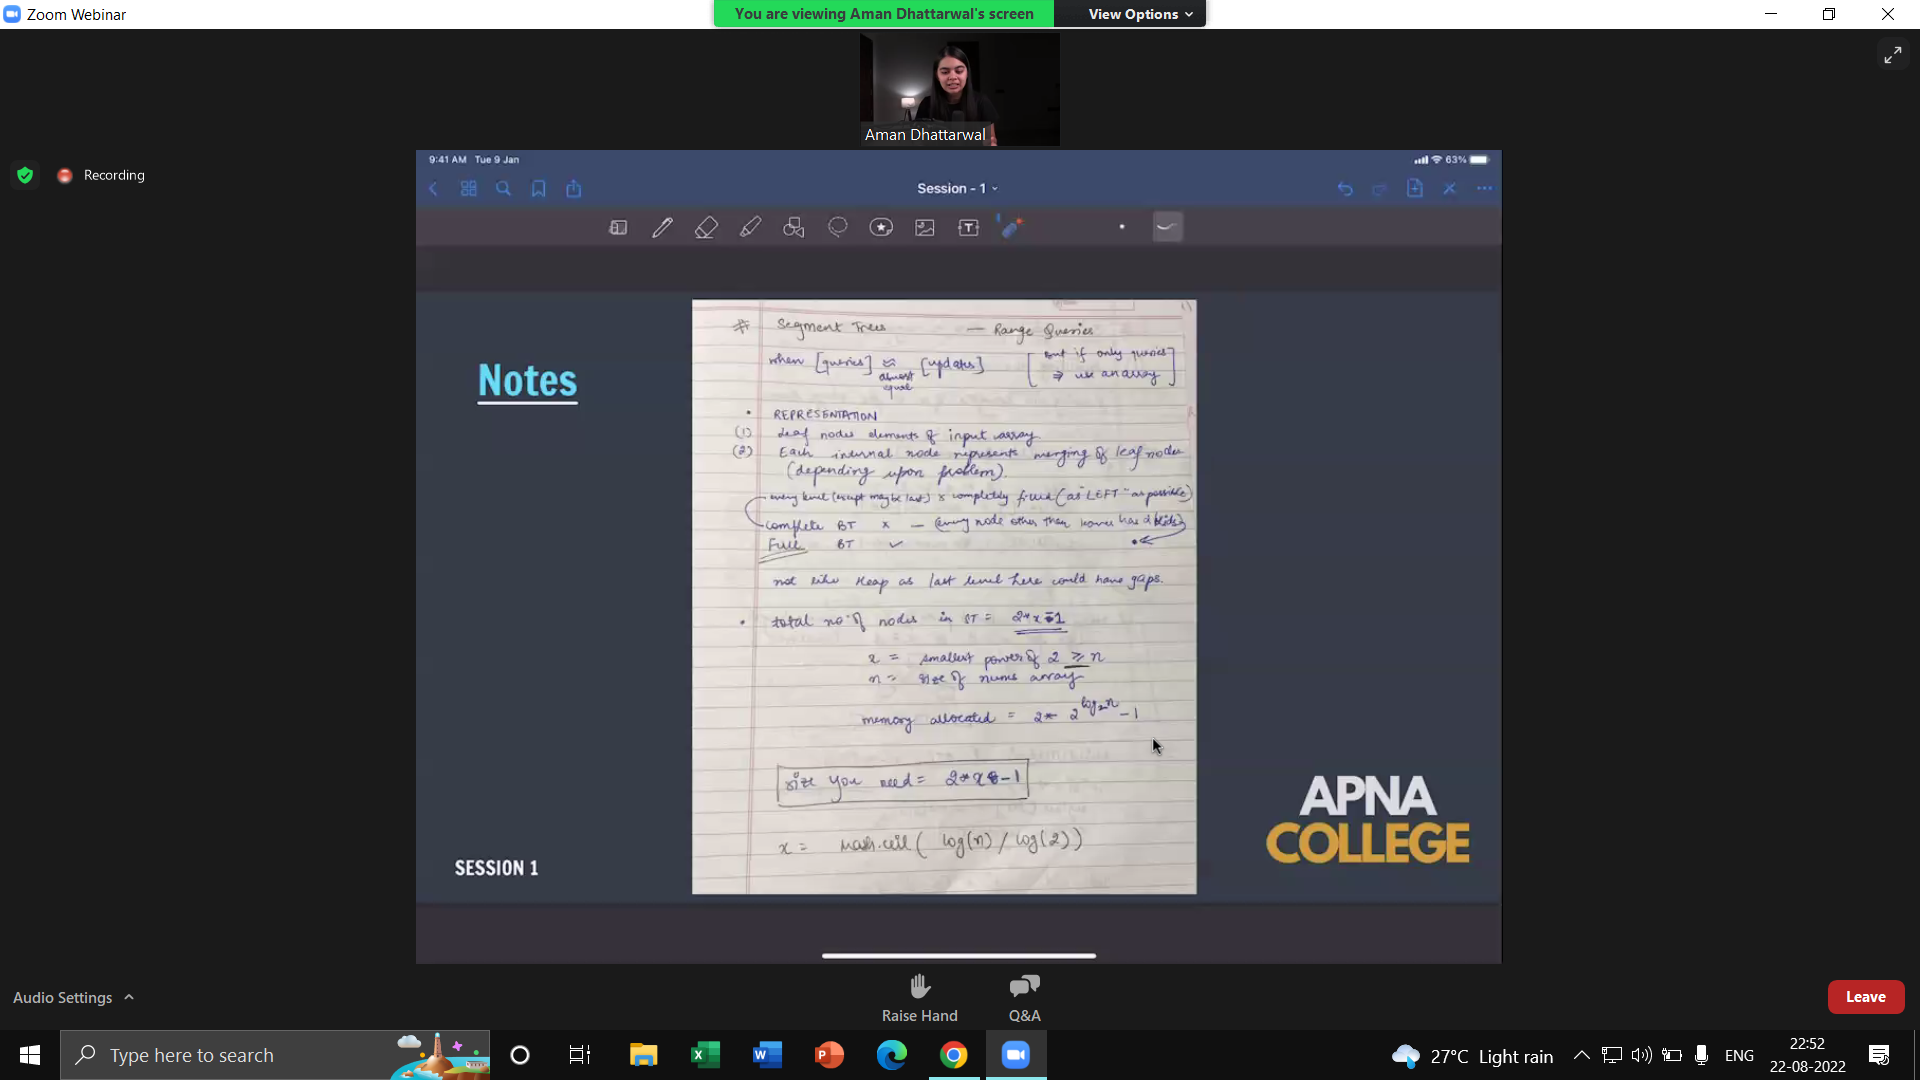 Zoom Webinar
You are viewing Aman Dhattarwal's screen
View Options
Aman Dhattarwal
Recording
9:41 AM Tue 9 Jan
63%
Session - 1
Notes
# Segment Trees — Range Queries
when [queries] ≈ [updates] [But if only queries
almost equal ⇒ use an array]
• REPRESENTATION
(1) Leaf nodes elements of input array
(2) Each internal node represents merging of leaf nodes
(depending upon problem).
every level (except maybe last) is completely filled (as LEFT as possible)
complete BT x — (every node other than leaves has 2
Full BT ✓
not like Heap as last level here could have gaps.
• total no. of nodes in ST = 2*x-1
x = smallest power of 2 ≥ n
n = size of nums array
memory allocated = 2* 2^log₂n - 1
size you need = 2*x-1
x = Math.ceil( log(n) / log(2))
SESSION 1
APNA
COLLEGE
Audio Settings
Raise Hand
Q&A
Leave
Type here to search
27°C Light rain
ENG
22:52
22-08-2022